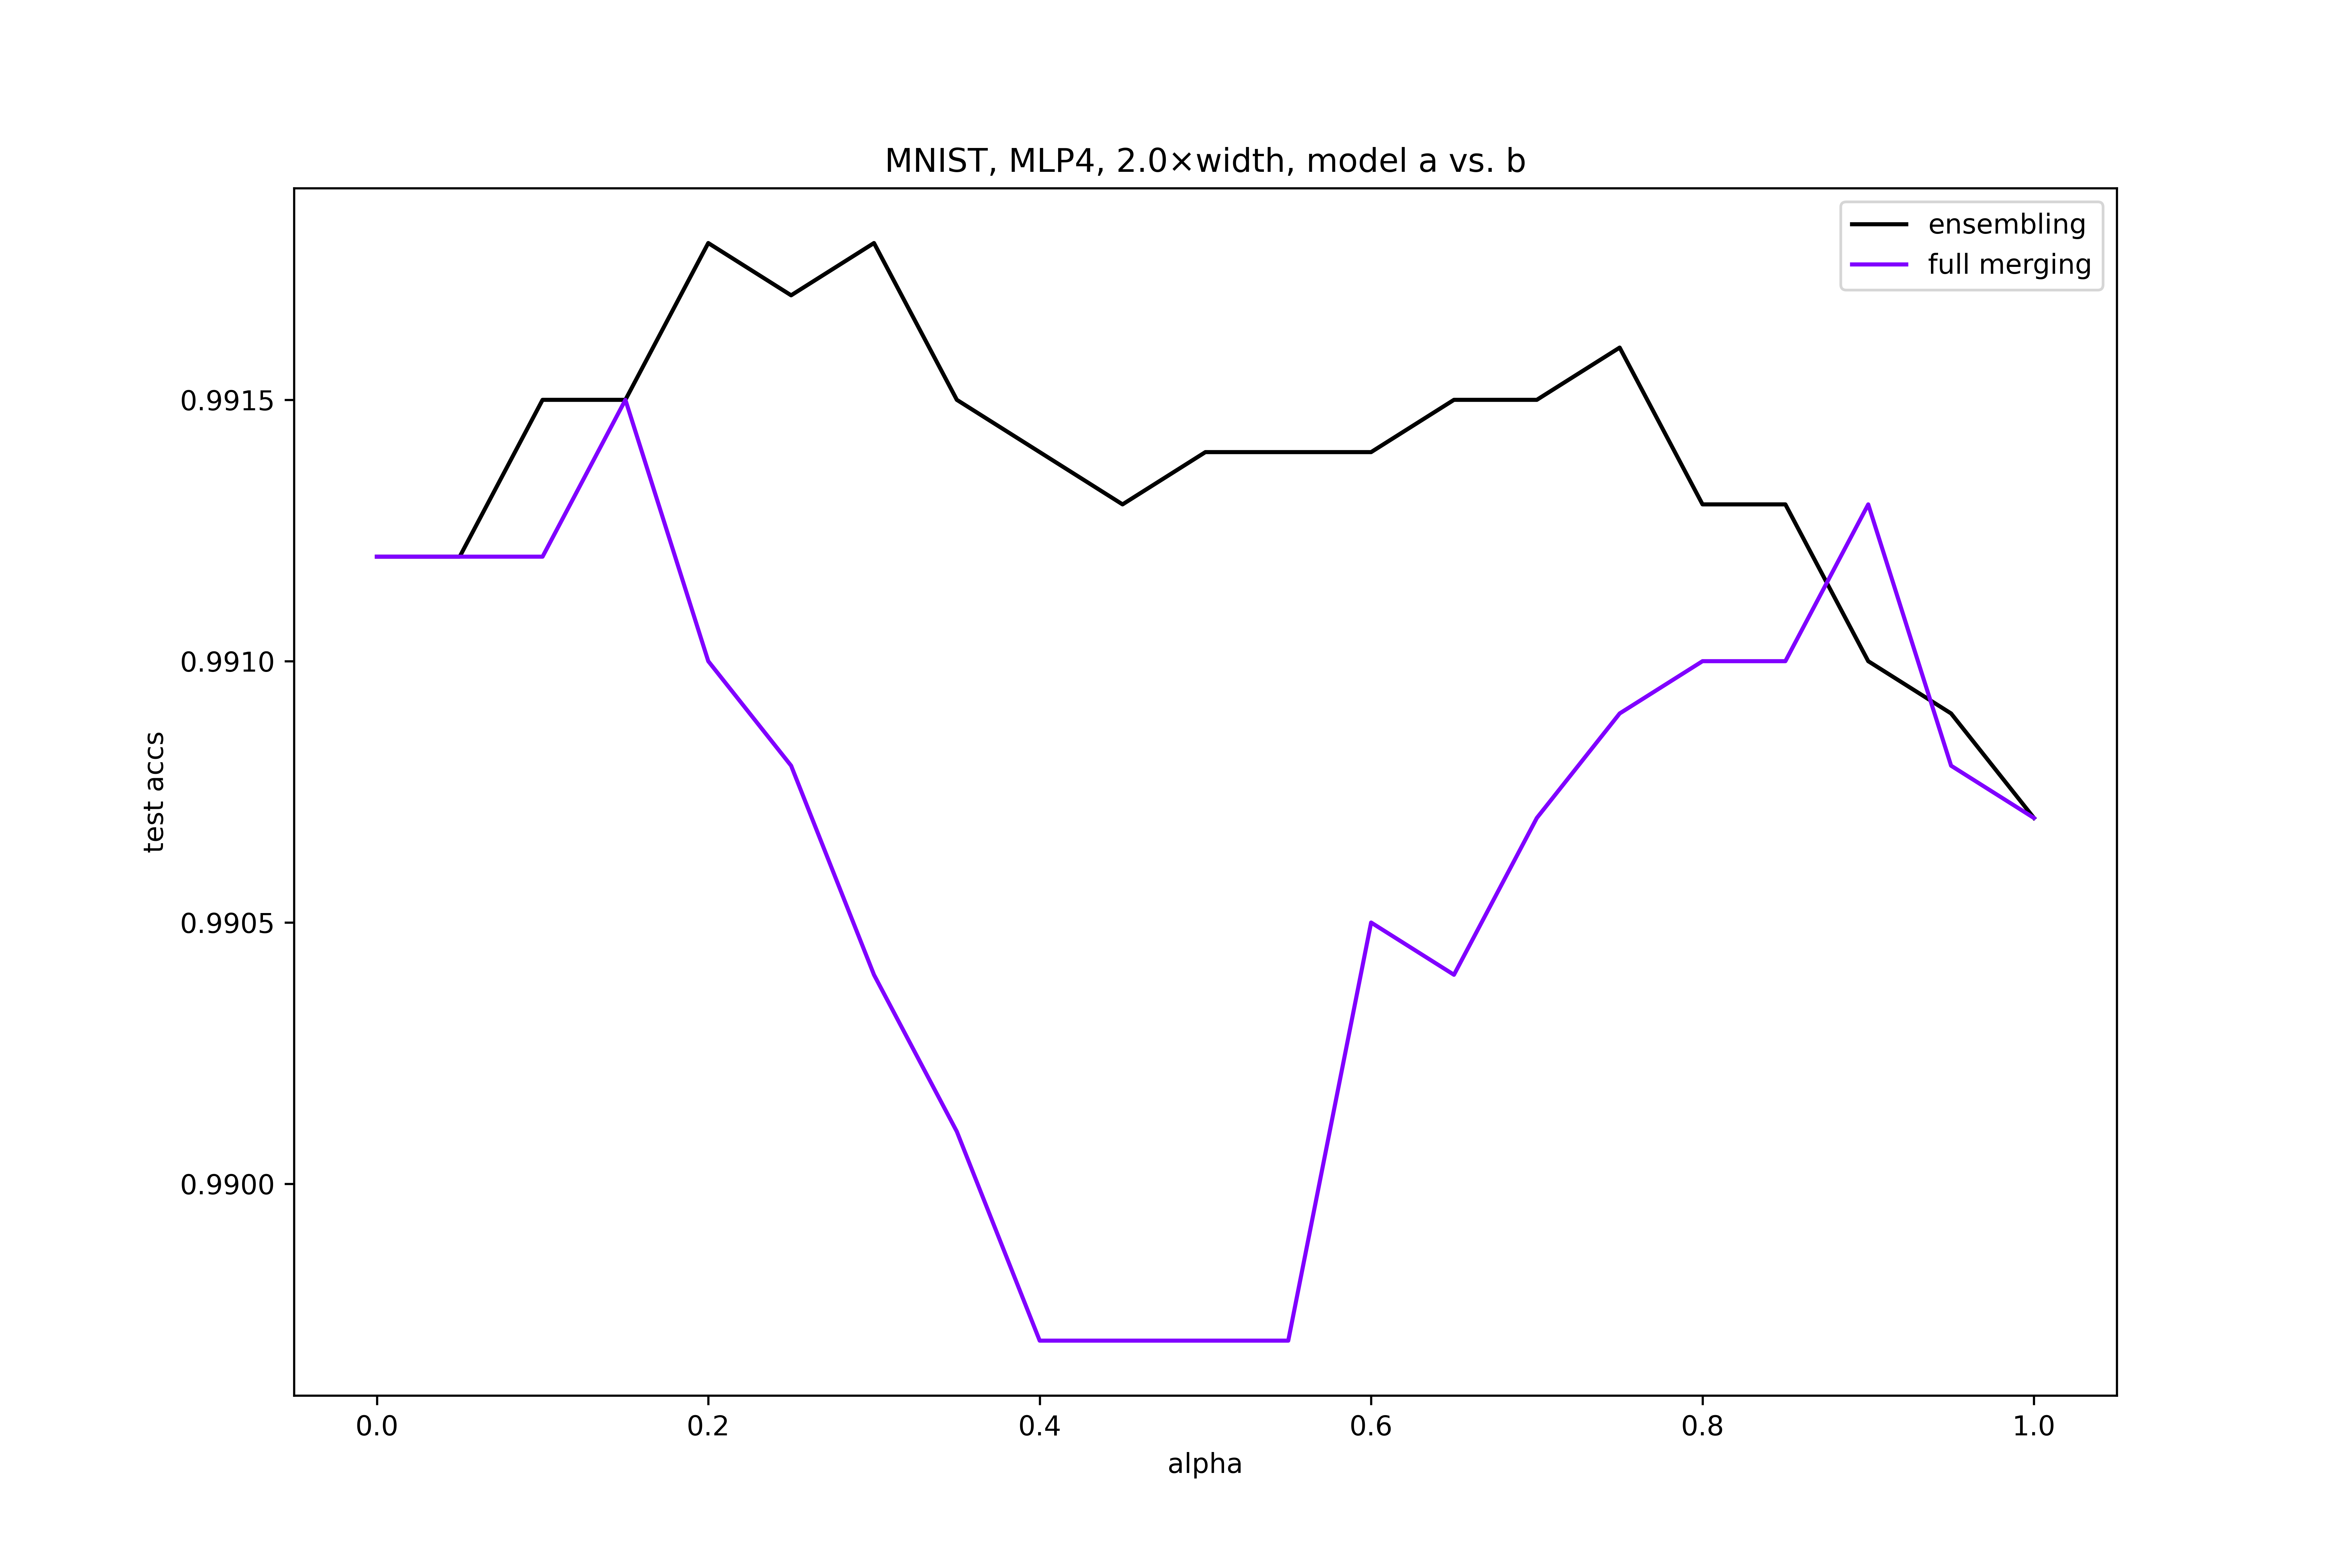 MNIST, MLP4, 2.0×width, model a vs. b
ensembling
full merging
test accs
0.9915
0.9910
0.9905
0.9900
0.0 0.2 0.4 0.6 0.8 1.0
alpha